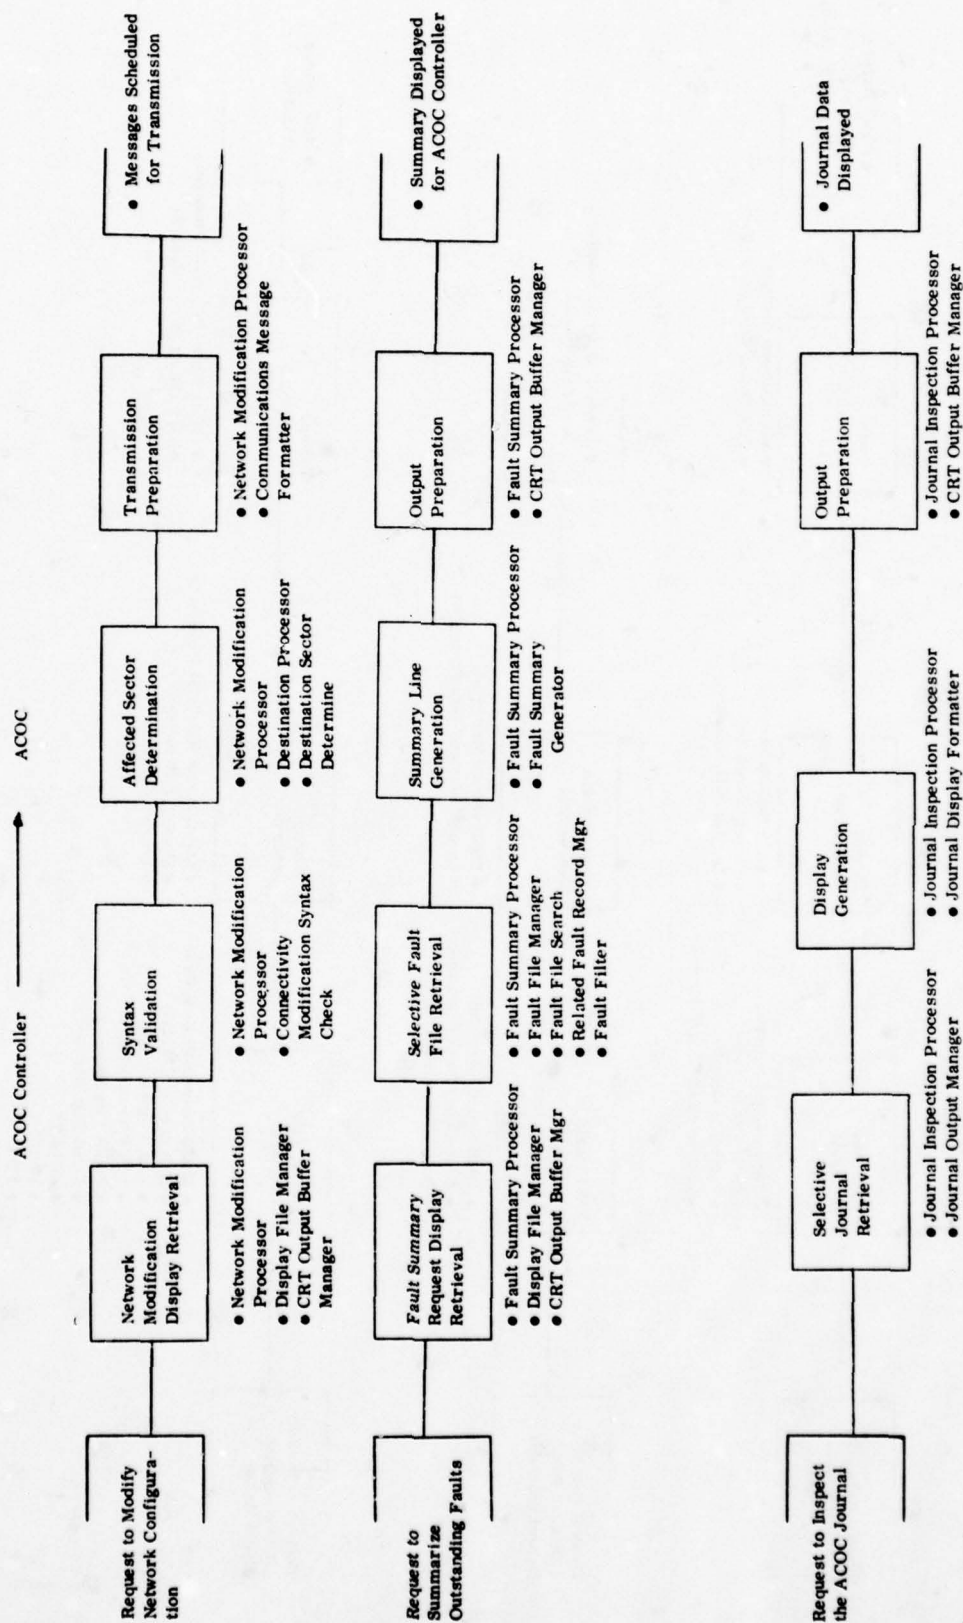 ACOC Controller
ACOC
Request to Modify
Network Configura-
tion
Network
Modification
Display Retrieval
● Network Modification
Processor
● Display File Manager
● CRT Output Buffer
Manager
Syntax
Validation
● Network Modification
Processor
● Connectivity
Modification Syntax
Check
Affected Sector
Determination
● Network Modification
Processor
● Destination Processor
● Destination Sector
Determine
Transmission
Preparation
● Network Modification Processor
● Communications Message
Formatter
● Messages Scheduled
for Transmission
Request to
Summarize
Outstanding Faults
Fault Summary
Request Display
Retrieval
● Fault Summary Processor
● Display File Manager
● CRT Output Buffer Mgr
Selective Fault
File Retrieval
● Fault Summary Processor
● Fault File Manager
● Fault File Search
● Related Fault Record Mgr
● Fault Filter
Summary Line
Generation
● Fault Summary Processor
● Fault Summary
Generator
Output
Preparation
● Fault Summary Processor
● CRT Output Buffer Manager
● Summary Displayed
for ACOC Controller
Request to Inspect
the ACOC Journal
Selective
Journal
Retrieval
● Journal Inspection Processor
● Journal Output Manager
Display
Generation
● Journal Inspection Processor
● Journal Display Formatter
Output
Preparation
● Journal Inspection Processor
● CRT Output Buffer Manager
● Journal Data
Displayed